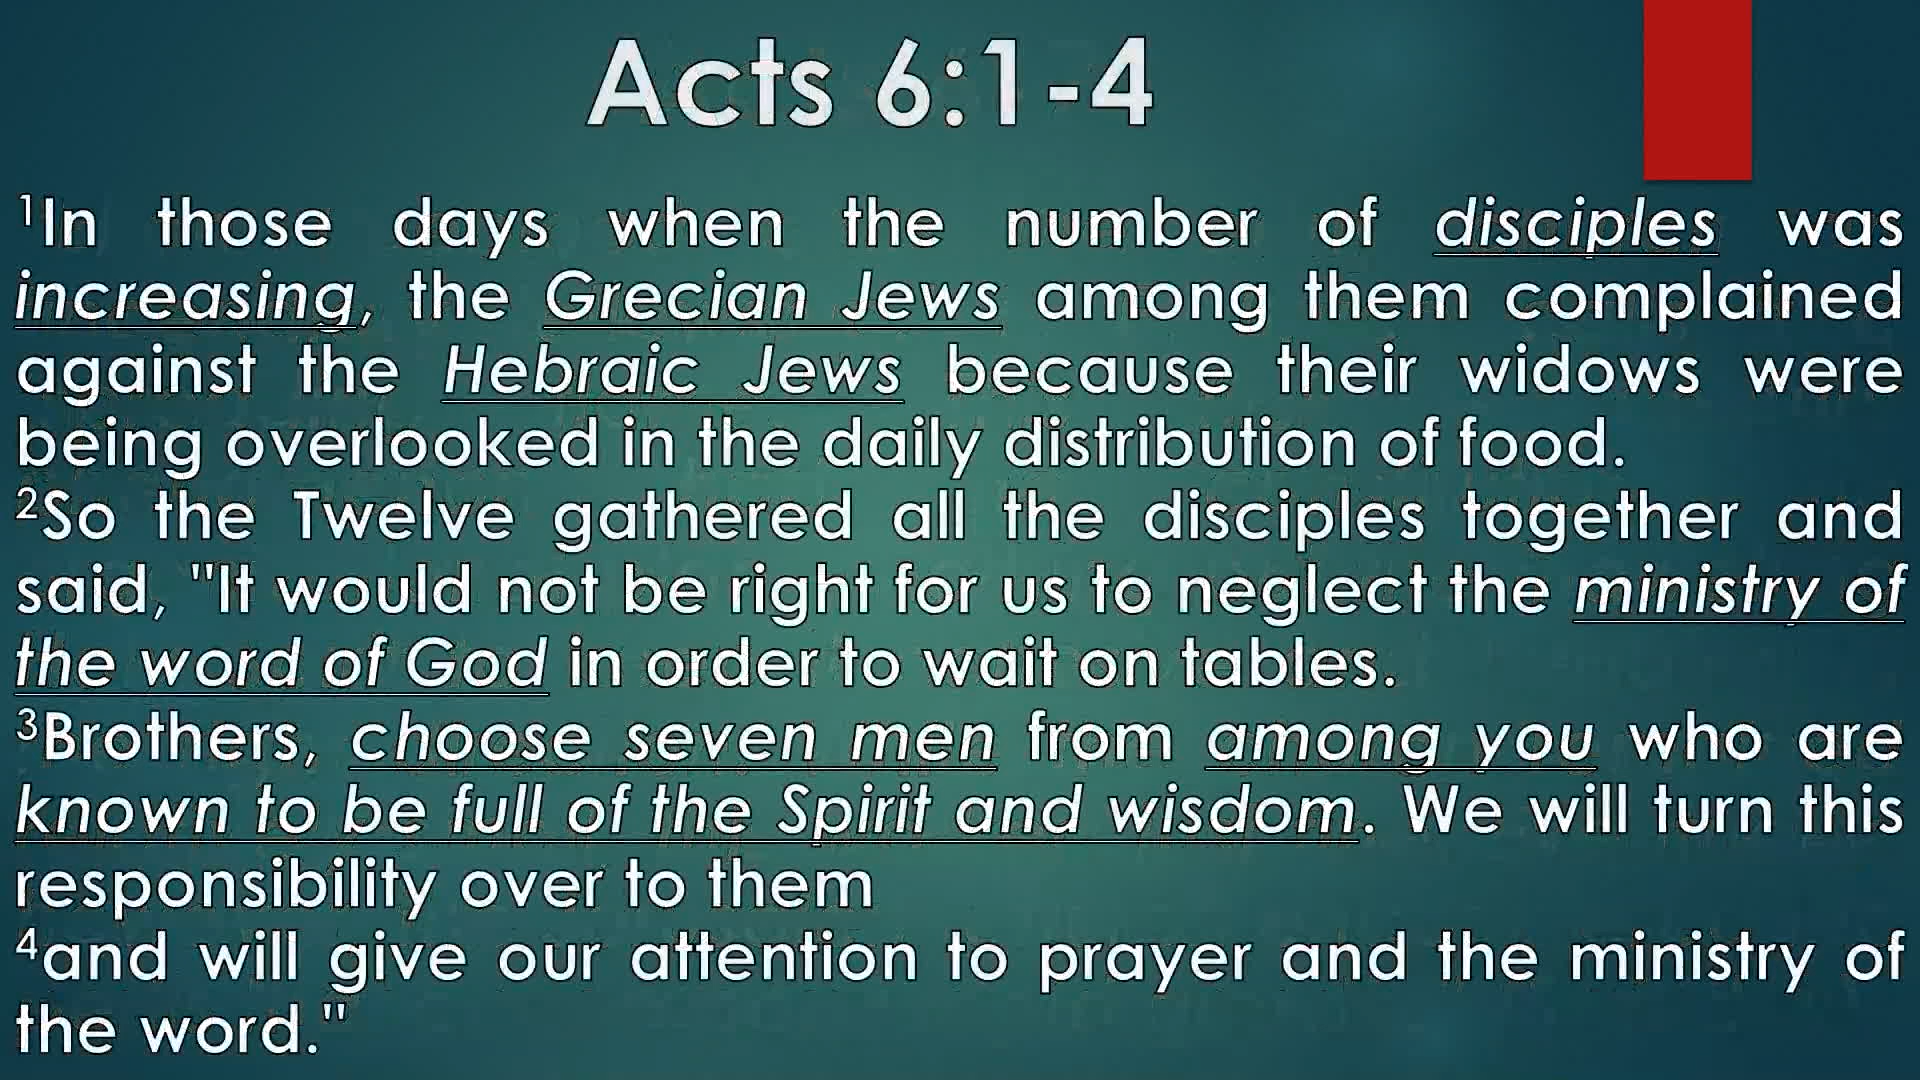 Acts 6:1-4
¹In those days when the number of disciples was
increasing, the Grecian Jews among them complained
against the Hebraic Jews because their widows were
being overlooked in the daily distribution of food.
²So the Twelve gathered all the disciples together and
said, "It would not be right for us to neglect the ministry of
the word of God in order to wait on tables.
³Brothers, choose seven men from among you who are
known to be full of the Spirit and wisdom. We will turn this
responsibility over to them
⁴and will give our attention to prayer and the ministry of
the word."